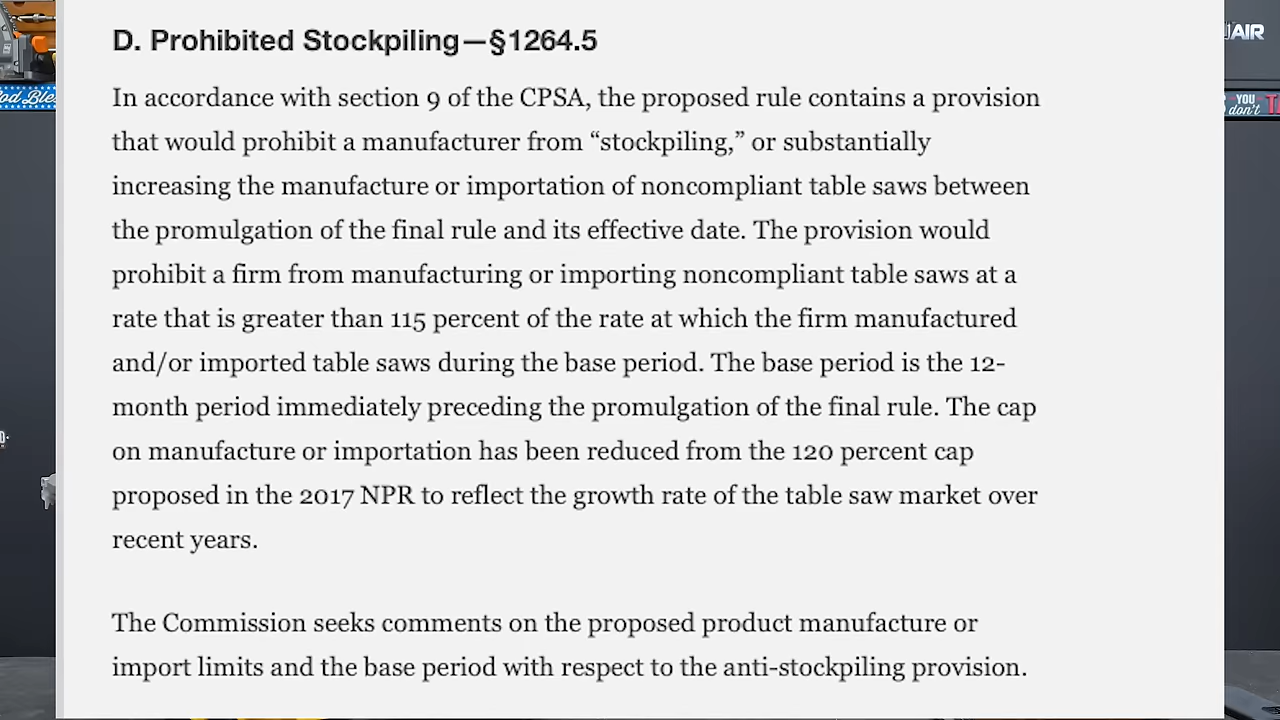 D. Prohibited Stockpiling—§1264.5
In accordance with section 9 of the CPSA, the proposed rule contains a provision
that would prohibit a manufacturer from “stockpiling,” or substantially
increasing the manufacture or importation of noncompliant table saws between
the promulgation of the final rule and its effective date. The provision would
prohibit a firm from manufacturing or importing noncompliant table saws at a
rate that is greater than 115 percent of the rate at which the firm manufactured
and/or imported table saws during the base period. The base period is the 12-
month period immediately preceding the promulgation of the final rule. The cap
on manufacture or importation has been reduced from the 120 percent cap
proposed in the 2017 NPR to reflect the growth rate of the table saw market over
recent years.
The Commission seeks comments on the proposed product manufacture or
import limits and the base period with respect to the anti-stockpiling provision.
AIR
YOU
don't